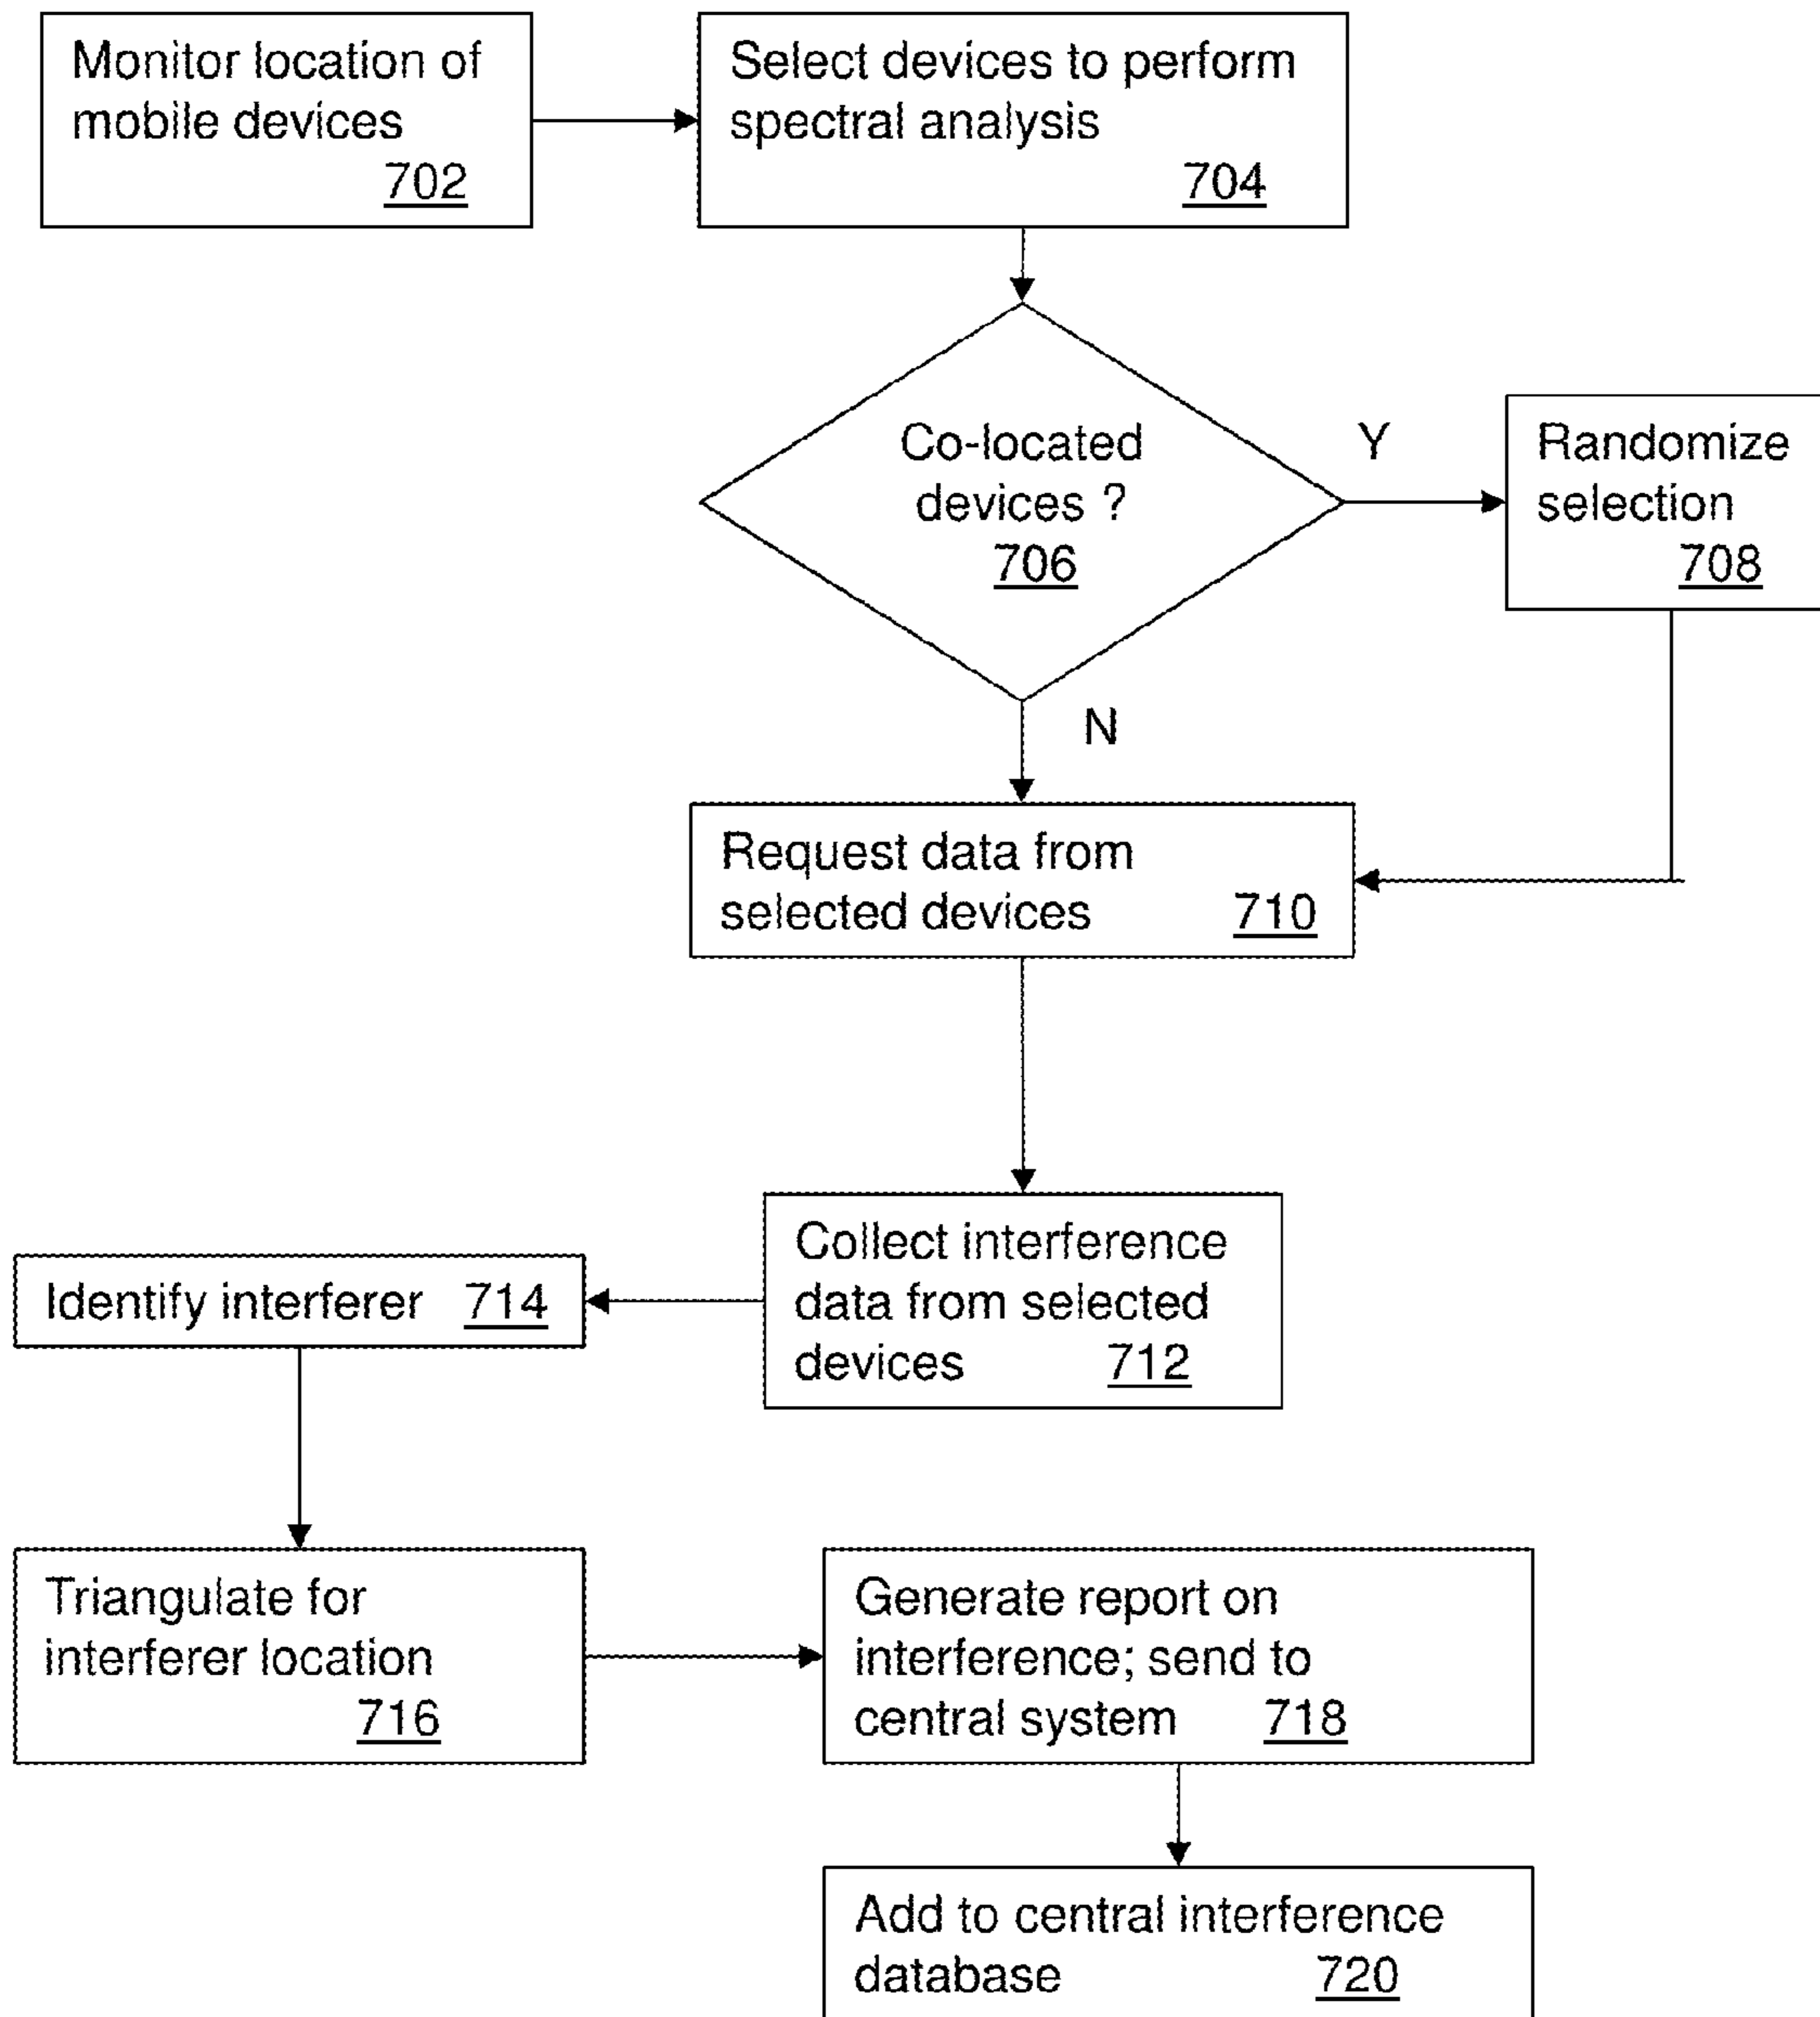 Monitor location of
mobile devices
702
Select devices to perform
spectral analysis
704
Co-located
devices ?
706
Y
Randomize
selection
708
N
Request data from
selected devices 710
Collect interference
data from selected
devices 712
Identify interferer 714
Triangulate for
interferer location
716
Generate report on
interference; send to
central system 718
Add to central interference
database 720